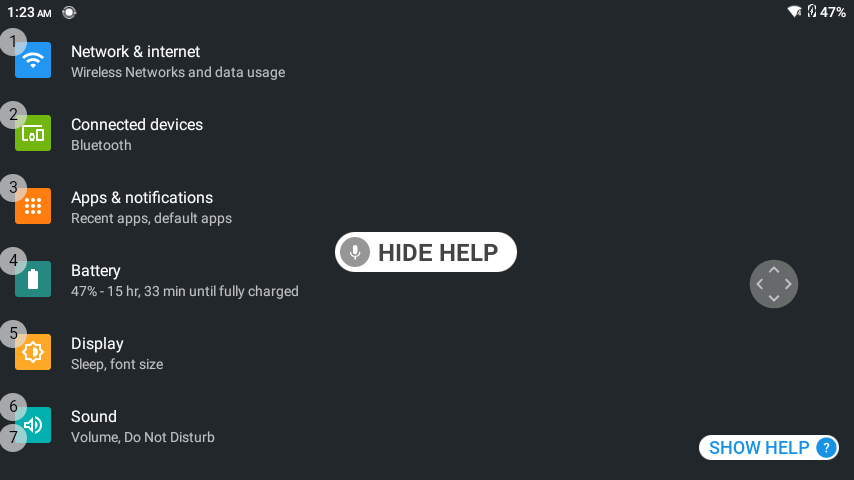 1:23 AM
47%
1
Network & internet
Wireless Networks and data usage
2
Connected devices
Bluetooth
3
Apps & notifications
Recent apps, default apps
HIDE HELP
4
Battery
47% - 15 hr, 33 min until fully charged
5
Display
Sleep, font size
6
Sound
7
Volume, Do Not Disturb
SHOW HELP ?